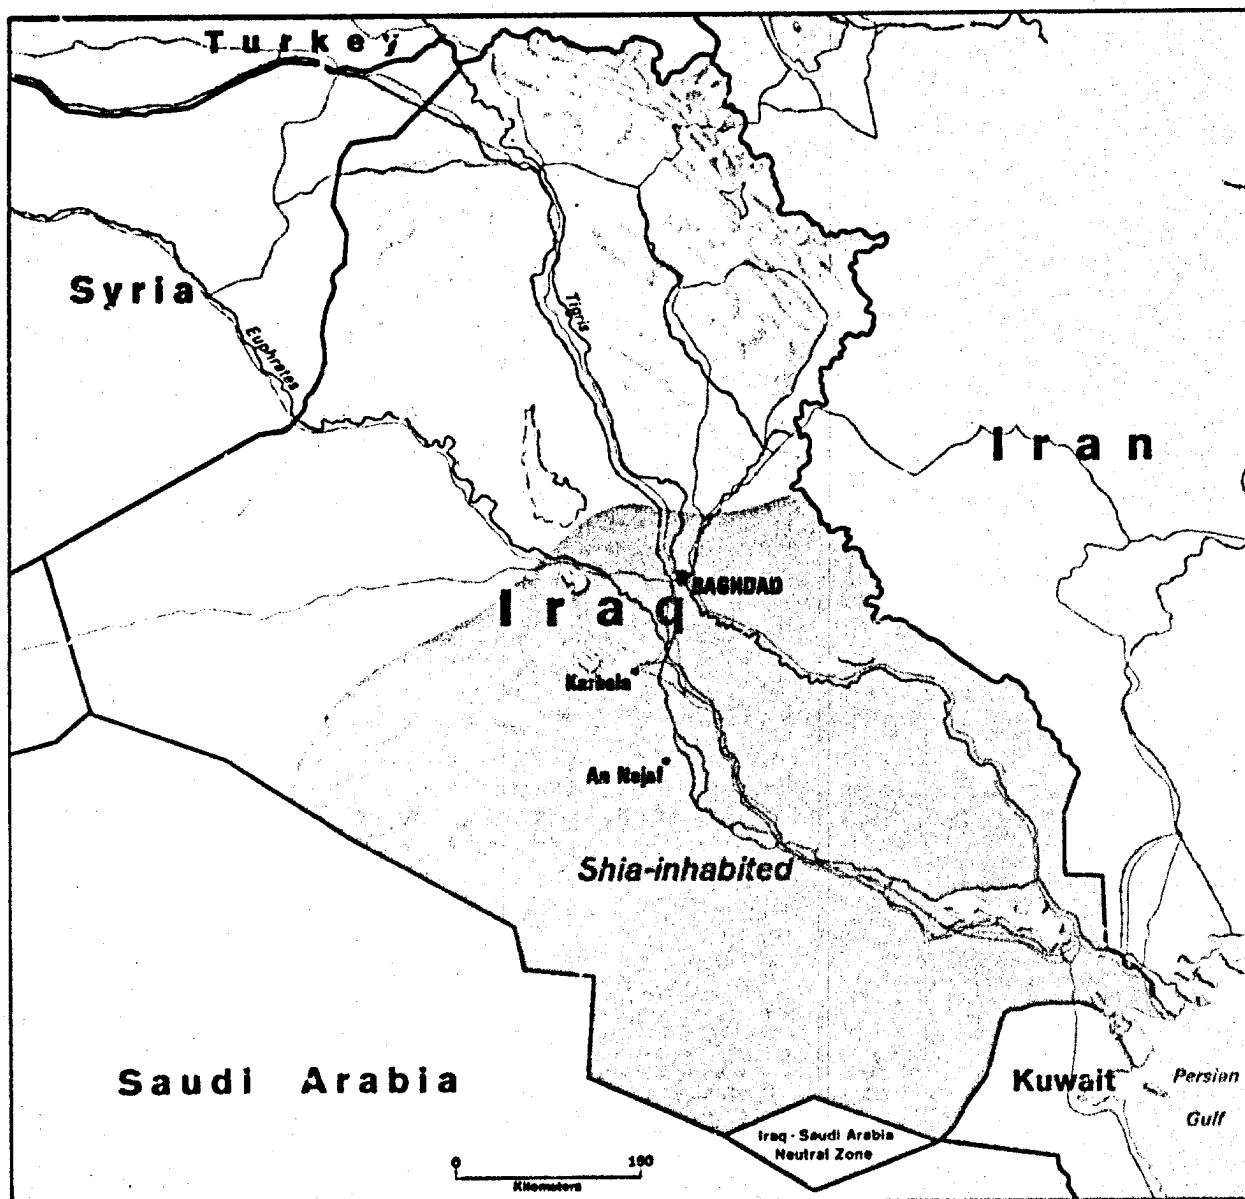 Turkey
Syria
Tigris
Euphrates
Iran
BAGHDAD
Iraq
Karbala
An Najaf
Shia-inhabited
Saudi Arabia
Kuwait
Persian
Gulf
Iraq - Saudi Arabia
Neutral Zone
0 160
Kilometers